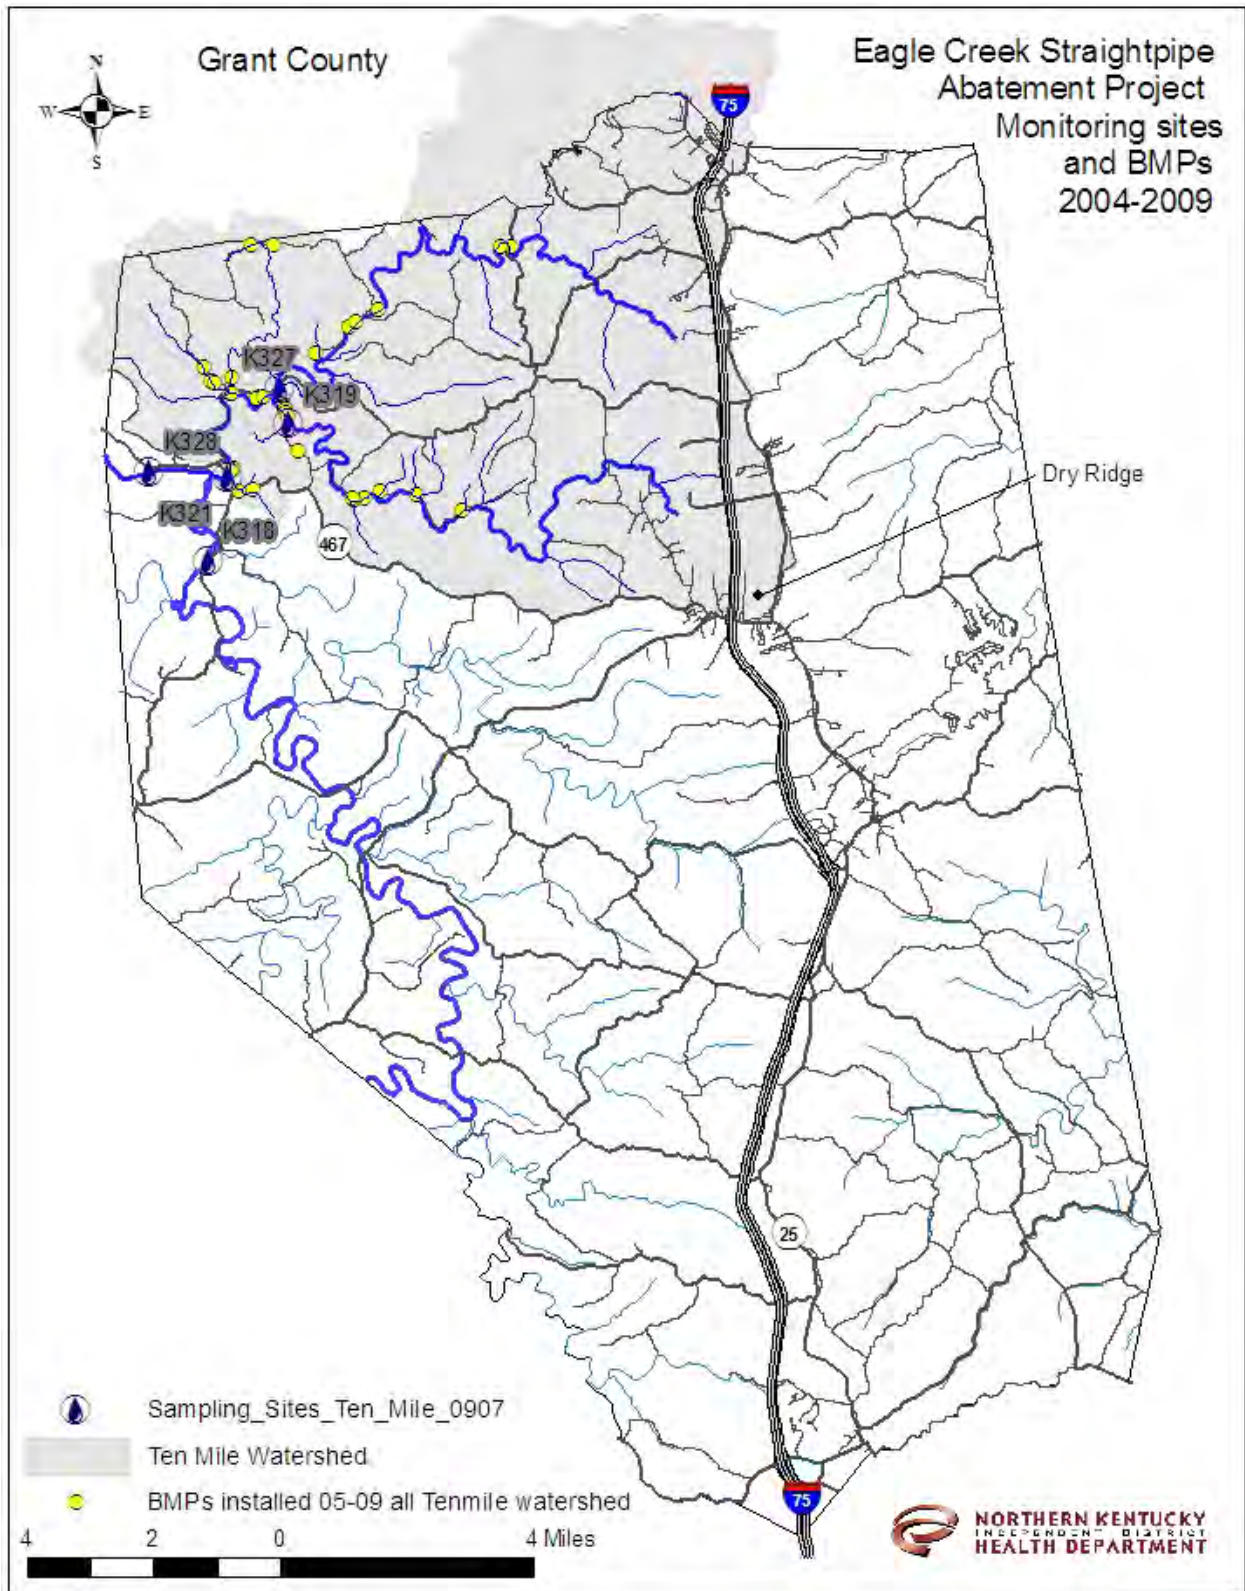 Grant County
Eagle Creek Straightpipe
Abatement Project
Monitoring sites
and BMPs
2004-2009
N
W E
S
75
K327
K319
K328
K321
K318
467
Dry Ridge
25
75
Sampling_Sites_Ten_Mile_0907
Ten Mile Watershed
BMPs installed 05-09 all Tenmile watershed
4 2 0 4 Miles
NORTHERN KENTUCKY
INDEPENDENT DISTRICT
HEALTH DEPARTMENT